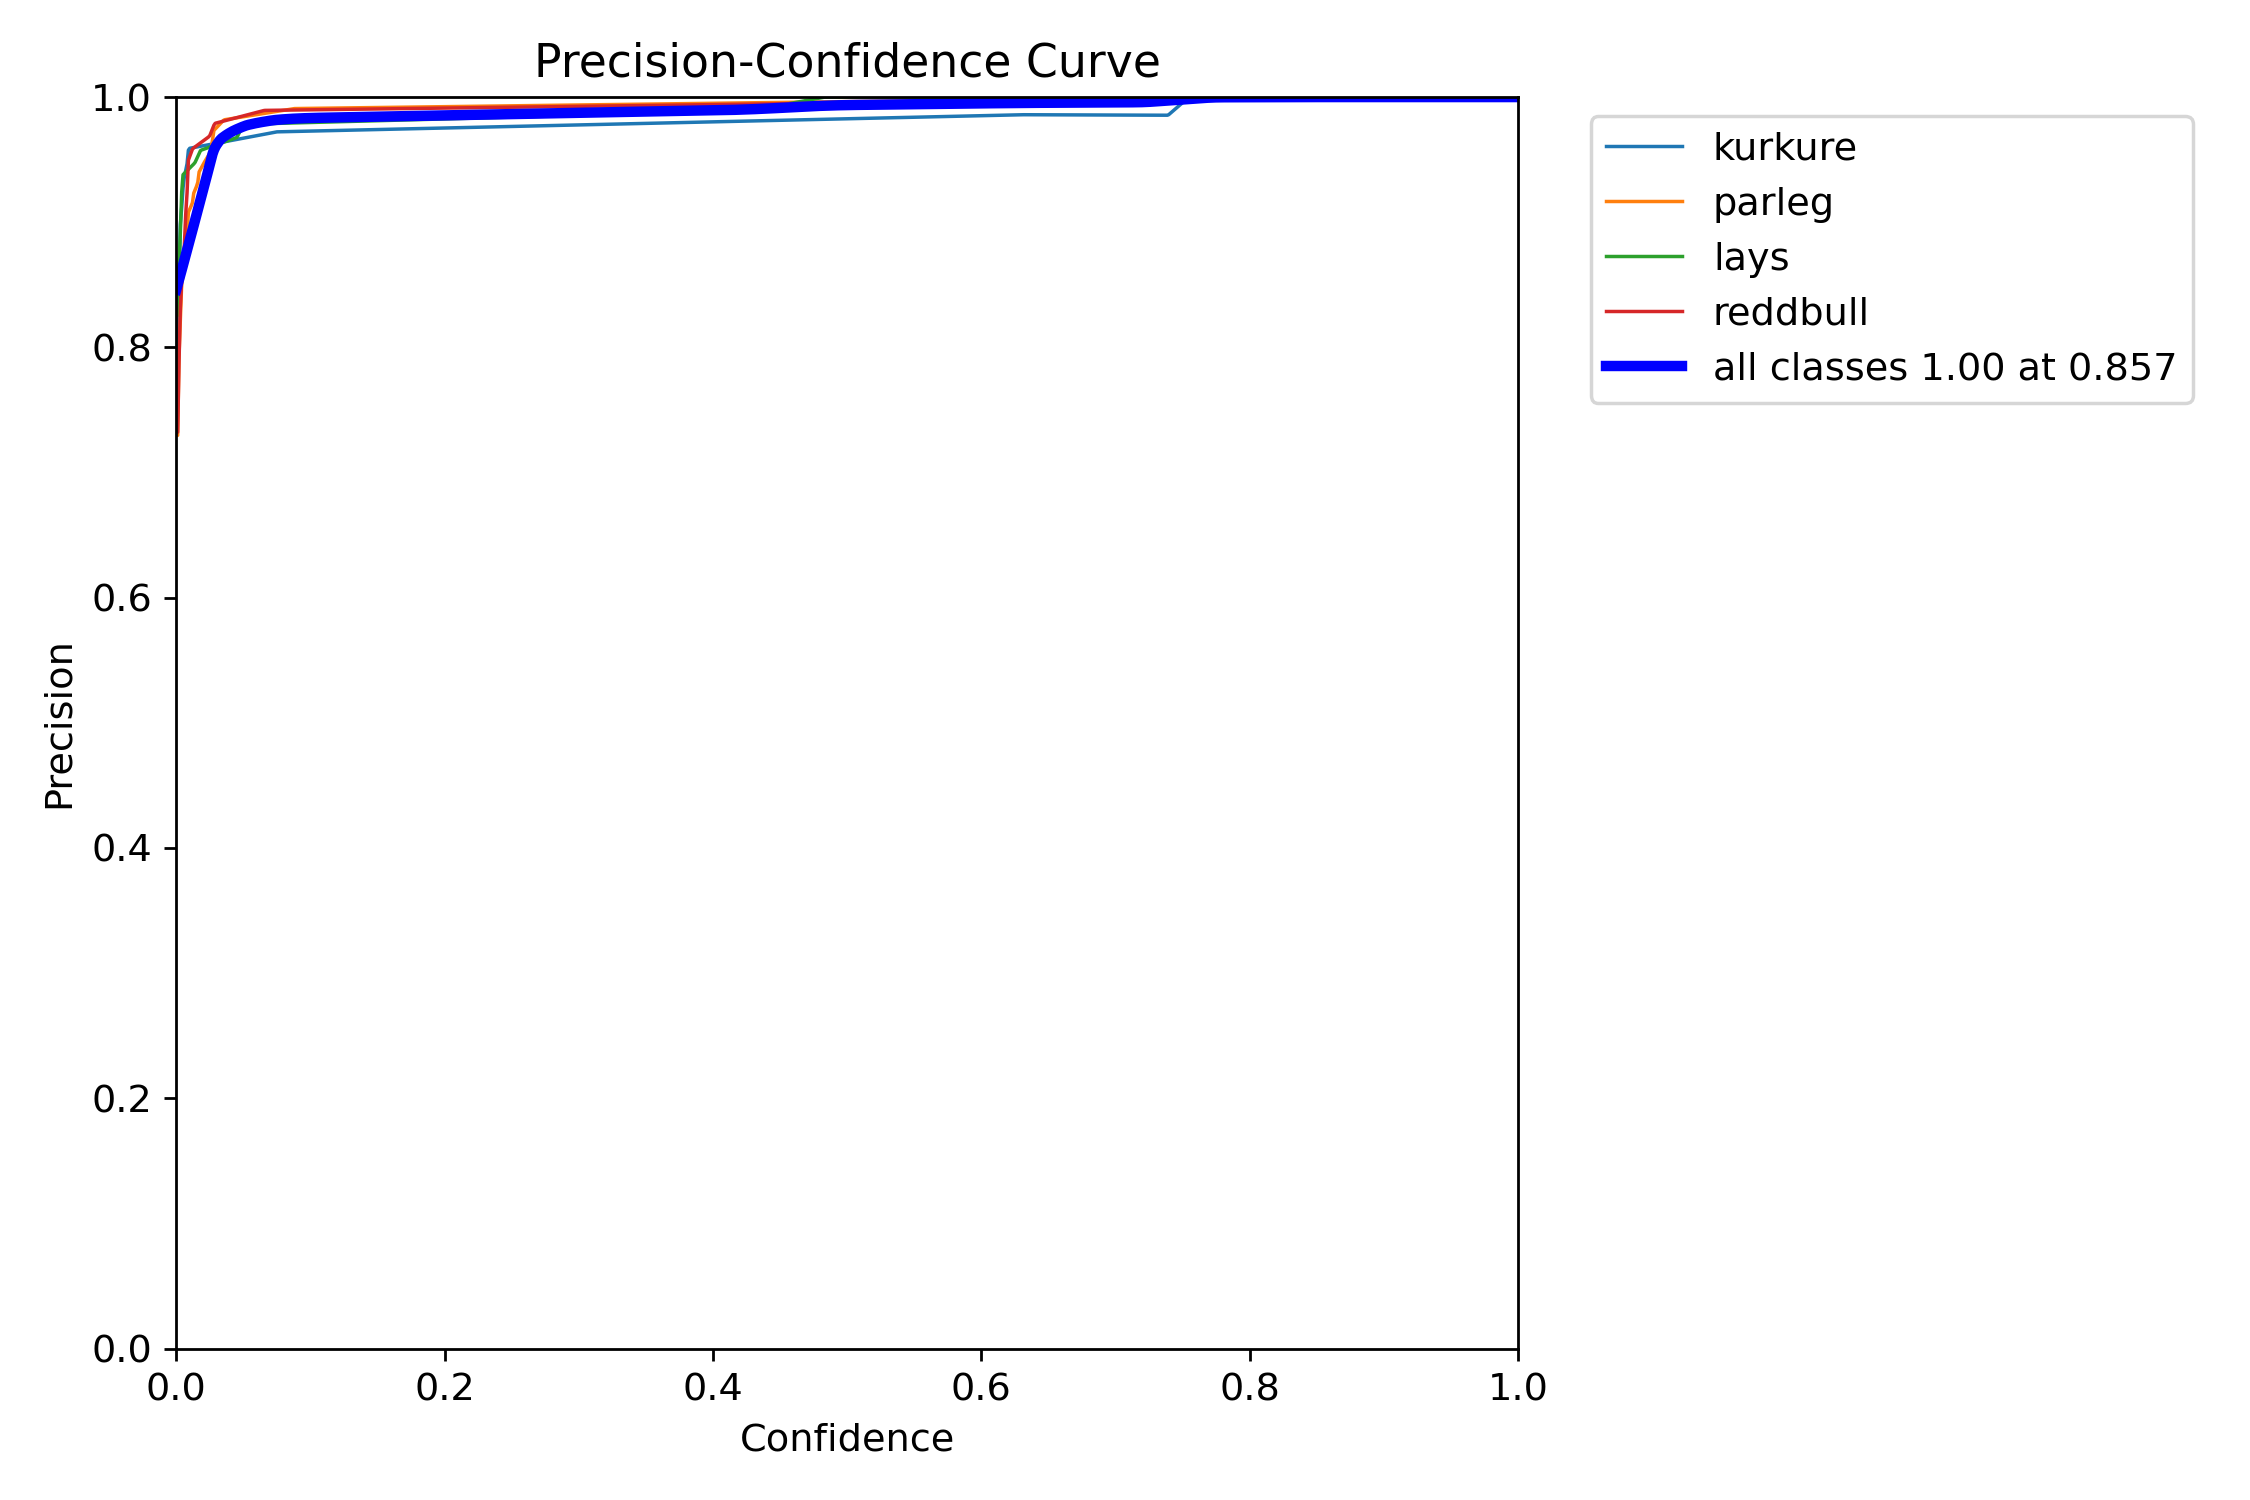 Precision-Confidence Curve
1.0
0.8
0.6
0.4
0.2
0.0
Precision
0.0 0.2 0.4 0.6 0.8 1.0
Confidence
kurkure
parleg
lays
reddbull
all classes 1.00 at 0.857